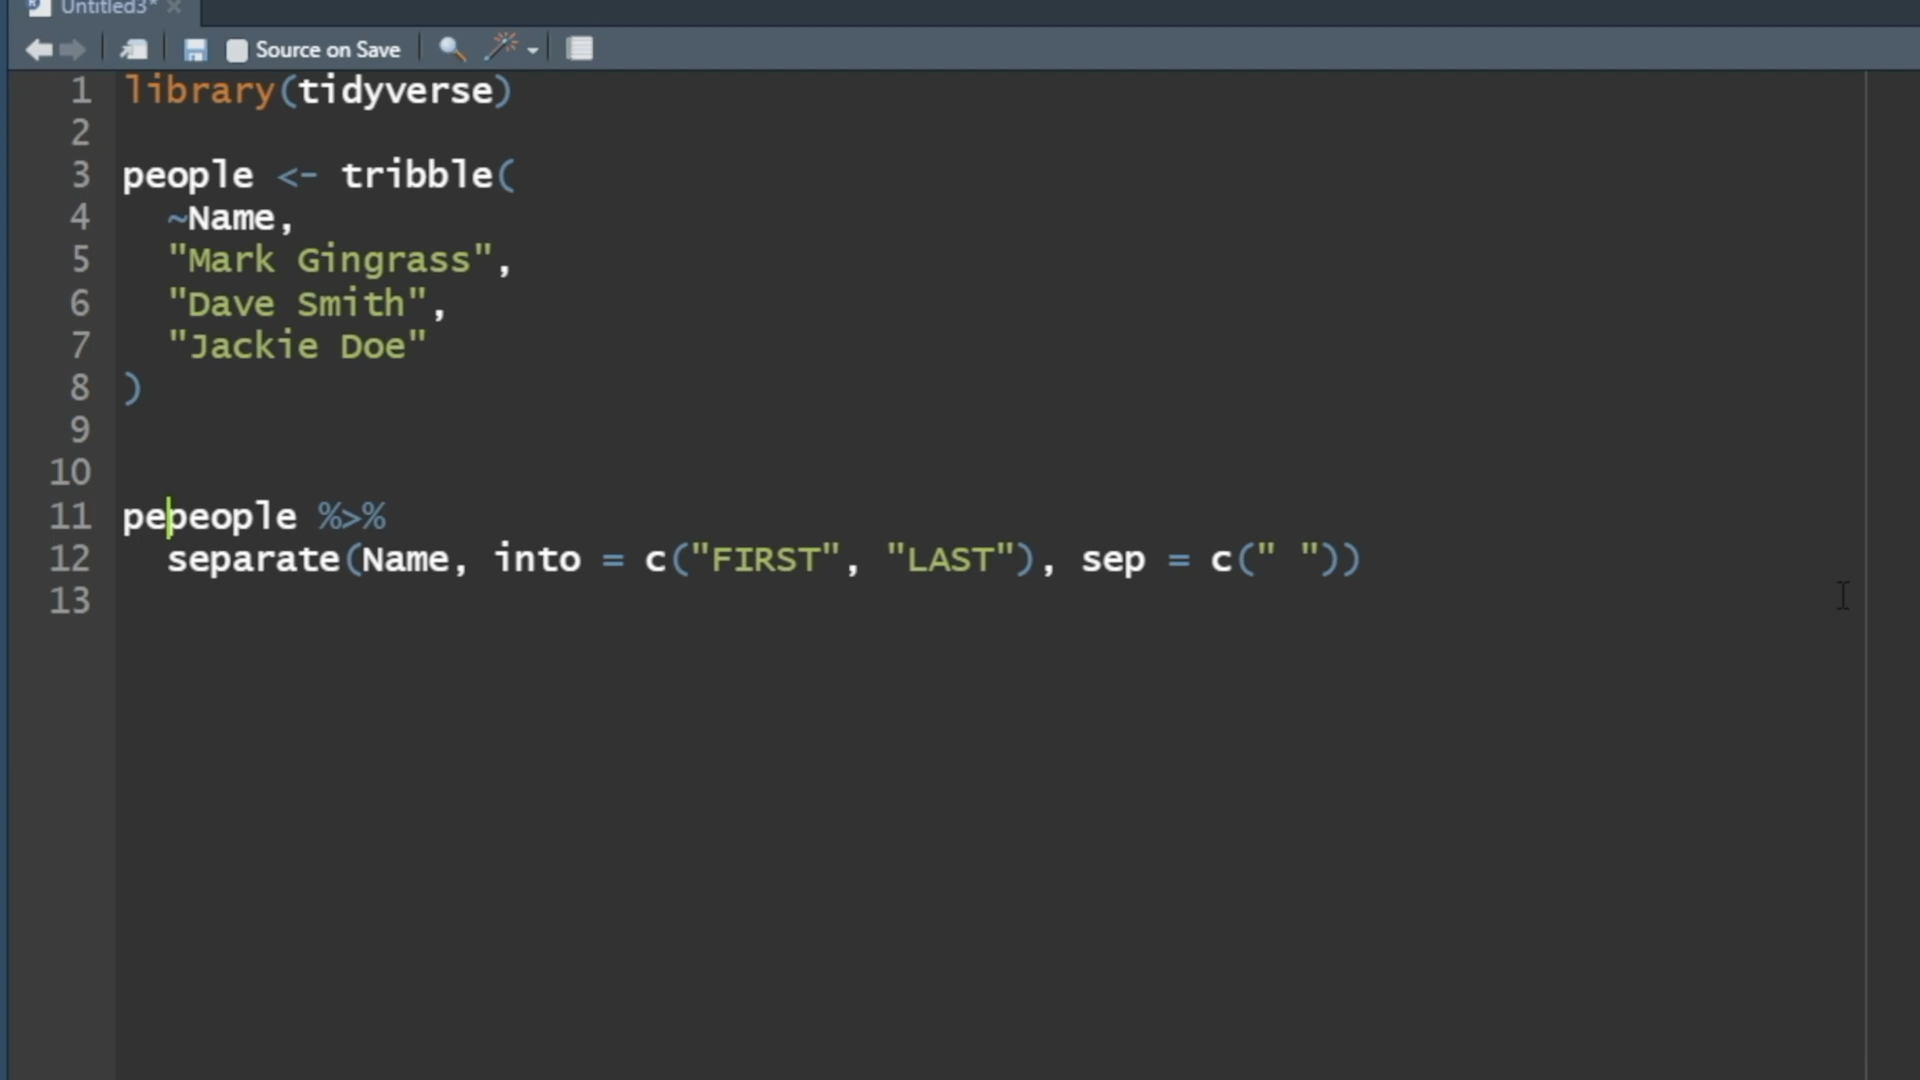 Untitled3*
Source on Save
1 library(tidyverse)
2
3 people <- tribble(
4   ~Name,
5   "Mark Gingrass",
6   "Dave Smith",
7   "Jackie Doe"
8 )
9
10
11 pepeople %>%
12   separate(Name, into = c("FIRST", "LAST"), sep = c(" "))
13